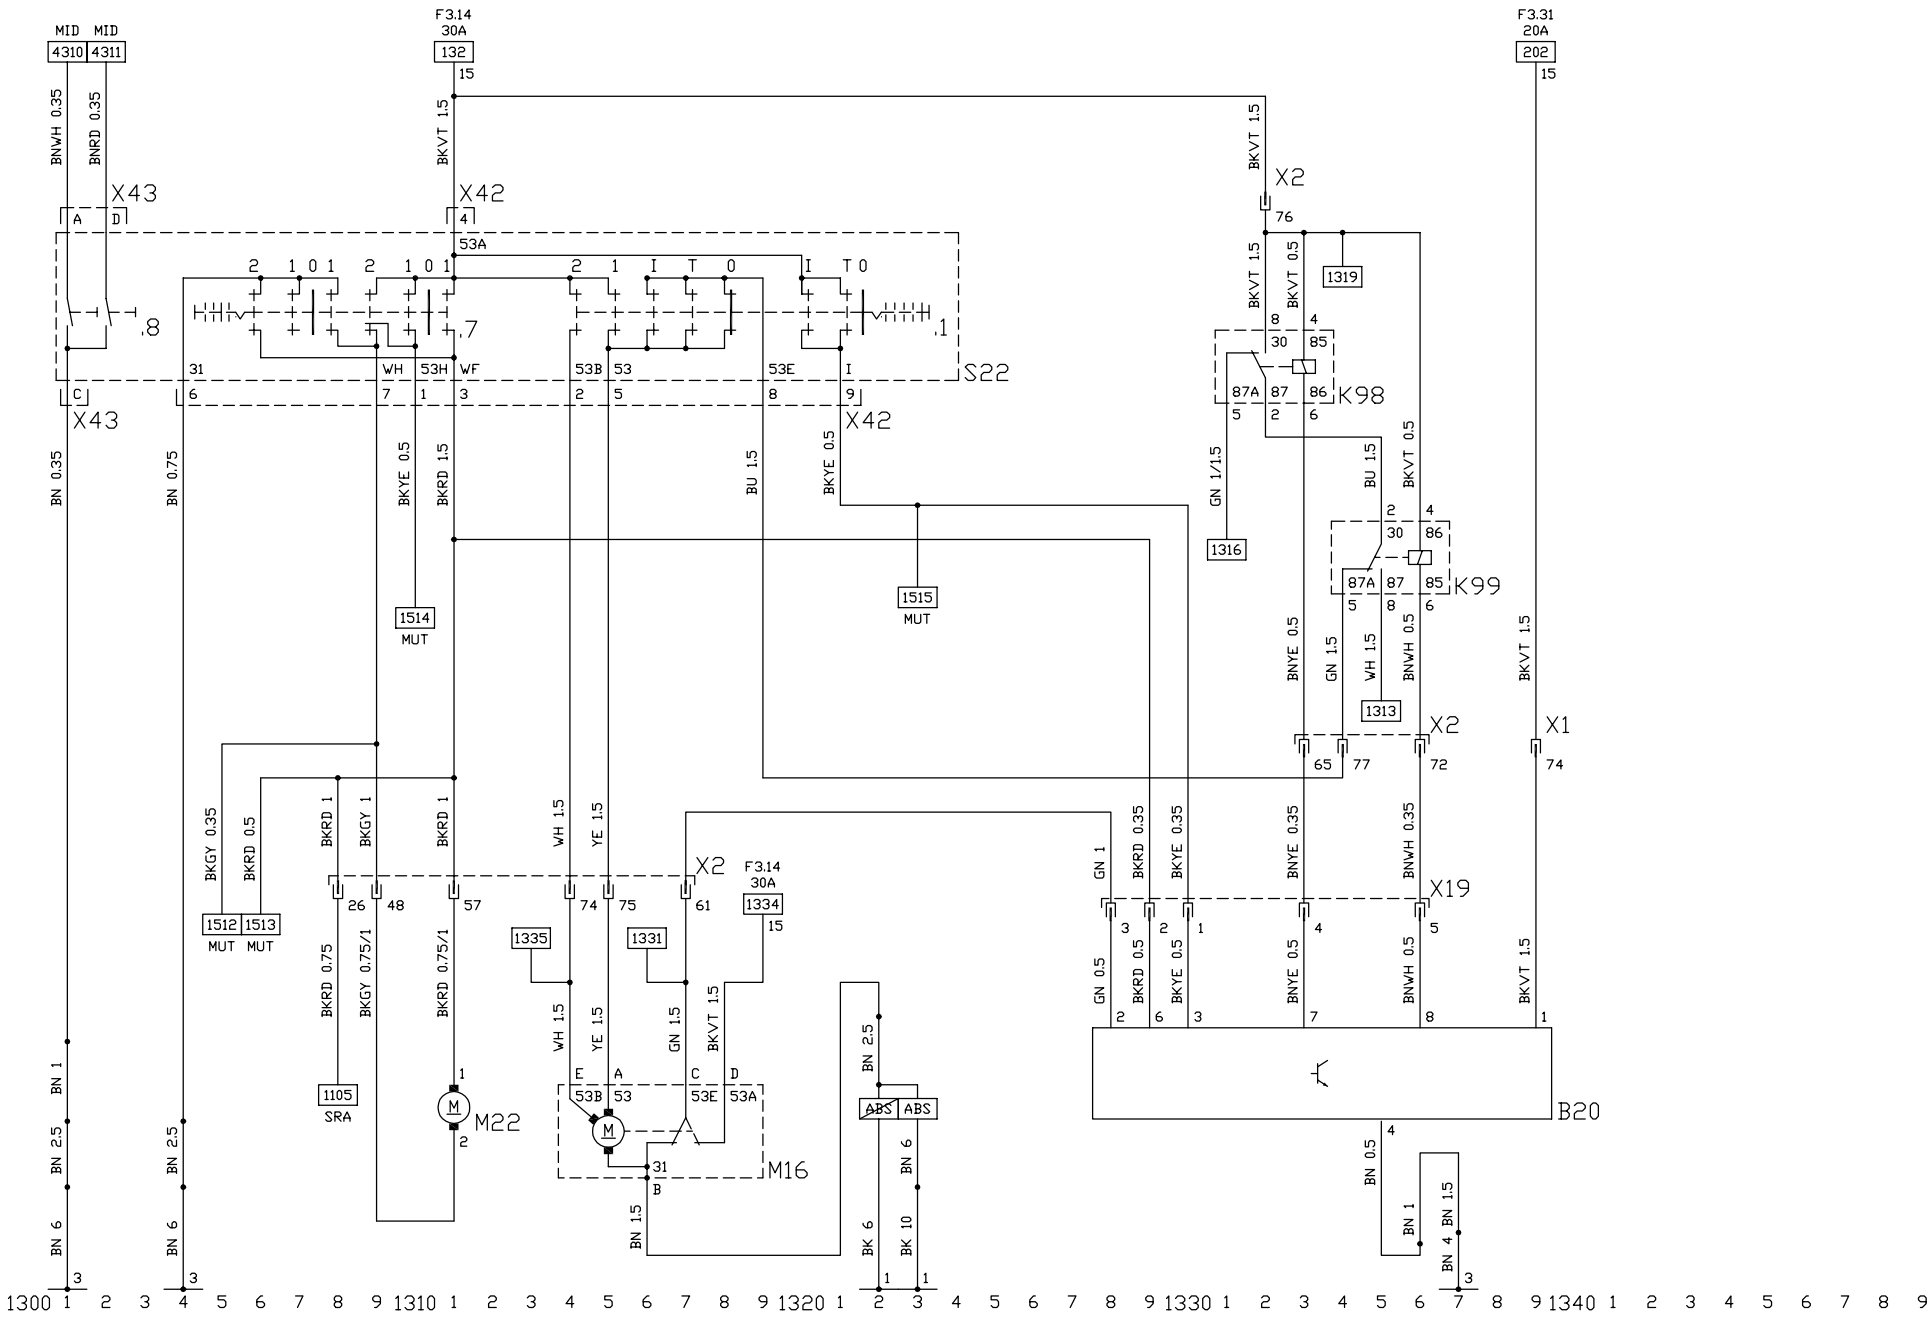 F3.14 F3.31
MID MID 30A 20A
4310 4311 132 202
15 15
BNWH 0.35 BNRD 0.35 BKVT 1.5 BKVT 1.5
X43 X42 X2
A D 4 76
53A
2 1 0 1 2 1 0 1 2 1 I T 0 I T 0
BKVT 1.5 BKVT 0.5 1319
.8 .7 .1
8 4
30 85
31 WH 53H WF 53B 53 53E I S22
87A 87 86 K98
C 6 7 1 3 2 5 8 9
5 2 6
X43 X42
BN 0.35 BN 0.75 BKYE 0.5 BKRD 1.5 BU 1.5 BKYE 0.5 GN 1/1.5 BU 1.5 BKVT 0.5
2 4
30 86
1316
87A 87 85 K99
1514 1515 5 8 6
MUT MUT
BNYE 0.5 GN 1.5 WH 1.5 BNWH 0.5 BKVT 1.5
1313
X2 X1
65 77 72 74
BKGY 0.35 BKRD 0.5 BKRD 1 BKGY 1 BKRD 1 WH 1.5 YE 1.5 GN 1 BKRD 0.35 BKYE 0.35 BNYE 0.35 BNWH 0.35
X2 F3.14
30A
X19
26 48 57 74 75 61 1334
1512 1513 15
MUT MUT
3 2 1 4 5
1335 1331
BKRD 0.75 BKGY 0.75/1 BKRD 0.75/1 WH 1.5 YE 1.5 GN 1.5 BKVT 1.5 BN 2.5 GN 0.5 BKRD 0.5 BKYE 0.5 BNYE 0.5 BNWH 0.5 BKVT 1.5
2 6 3 7 8 1
BN 1 1105
SRA
1 E A C D
53B 53 53E 53A
M M22 ABS ABS B20
2
M
4
BN 2.5 BN 2.5 31 M16 BN 6 BN 0.5
B
BN 6 BN 6 BN 1.5 BK 6 BK 10 BN 1 BN 4 BN 1.5
3 3 1 1 3
1300 1 2 3 4 5 6 7 8 9 1310 1 2 3 4 5 6 7 8 9 1320 1 2 3 4 5 6 7 8 9 1330 1 2 3 4 5 6 7 8 9 1340 1 2 3 4 5 6 7 8 9